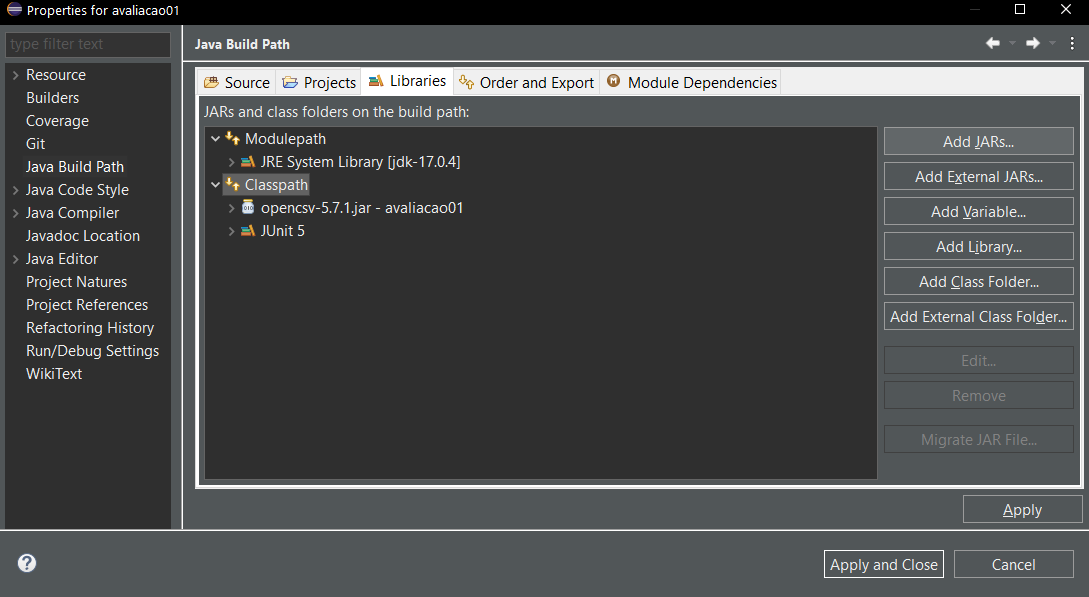 Properties for avaliacao01
type filter text
Resource
Builders
Coverage
Git
Java Build Path
Java Code Style
Java Compiler
Javadoc Location
Java Editor
Project Natures
Project References
Refactoring History
Run/Debug Settings
WikiText
Java Build Path
Source Projects Libraries Order and Export Module Dependencies
JARs and class folders on the build path:
Modulepath
JRE System Library [jdk-17.0.4]
Classpath
opencsv-5.7.1.jar - avaliacao01
JUnit 5
Add JARs...
Add External JARs...
Add Variable...
Add Library...
Add Class Folder...
Add External Class Folder...
Edit...
Remove
Migrate JAR File...
Apply
Apply and Close Cancel